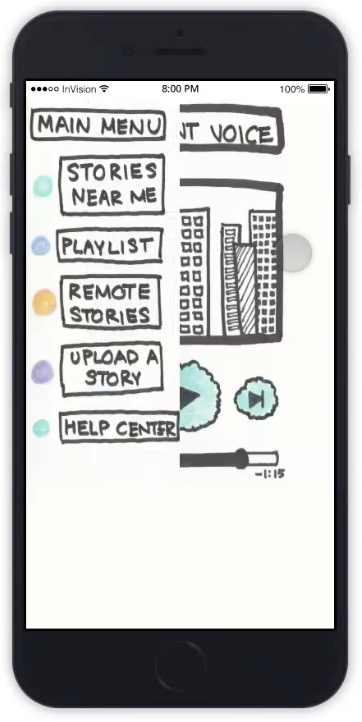 InVision 8:00 PM 100%
MAIN MENU
NT VOICE
STORIES
NEAR ME
PLAYLIST
REMOTE
STORIES
UPLOAD A
STORY
HELP CENTER
-1:15